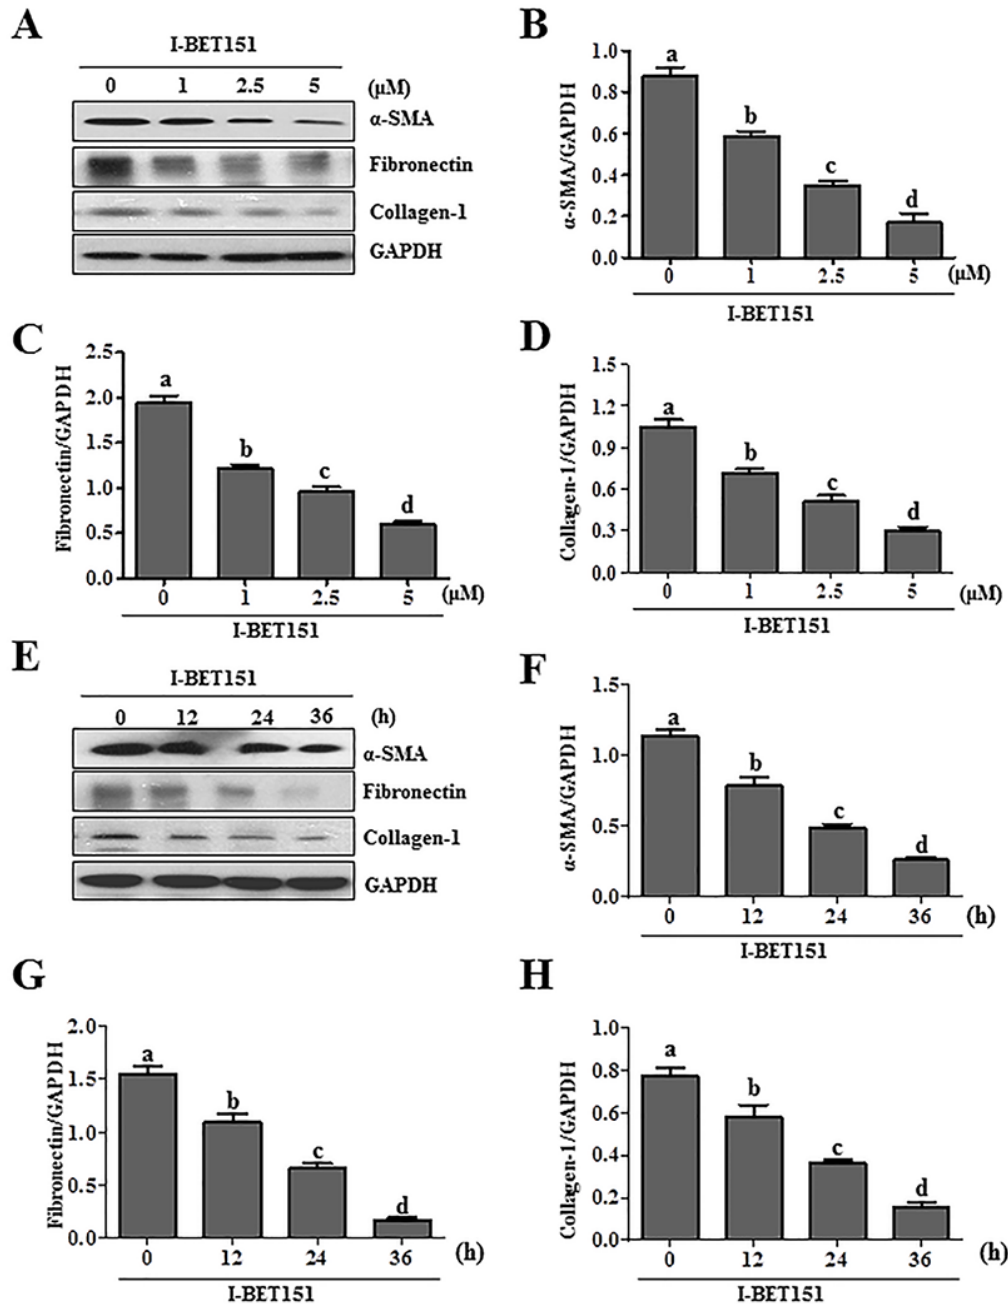 A
I-BET151
0 1 2.5 5 (μM)
α-SMA
Fibronectin
Collagen-1
GAPDH
B
α-SMA/GAPDH
1.0
0.8
0.6
0.4
0.2
0.0
a
b
c
d
0 1 2.5 5 (μM)
I-BET151
C
Fibronectin/GAPDH
2.5
2.0
1.5
1.0
0.5
0.0
a
b
c
d
0 1 2.5 5 (μM)
I-BET151
D
Collagen-1/GAPDH
1.5
1.2
0.9
0.6
0.3
0.0
a
b
c
d
0 1 2.5 5 (μM)
I-BET151
E
I-BET151
0 12 24 36 (h)
α-SMA
Fibronectin
Collagen-1
GAPDH
F
α-SMA/GAPDH
1.5
1.0
0.5
0.0
a
b
c
d
0 12 24 36 (h)
I-BET151
G
Fibronectin/GAPDH
2.0
1.5
1.0
0.5
0.0
a
b
c
d
0 12 24 36 (h)
I-BET151
H
Collagen-1/GAPDH
1.0
0.8
0.6
0.4
0.2
0.0
a
b
c
d
0 12 24 36 (h)
I-BET151